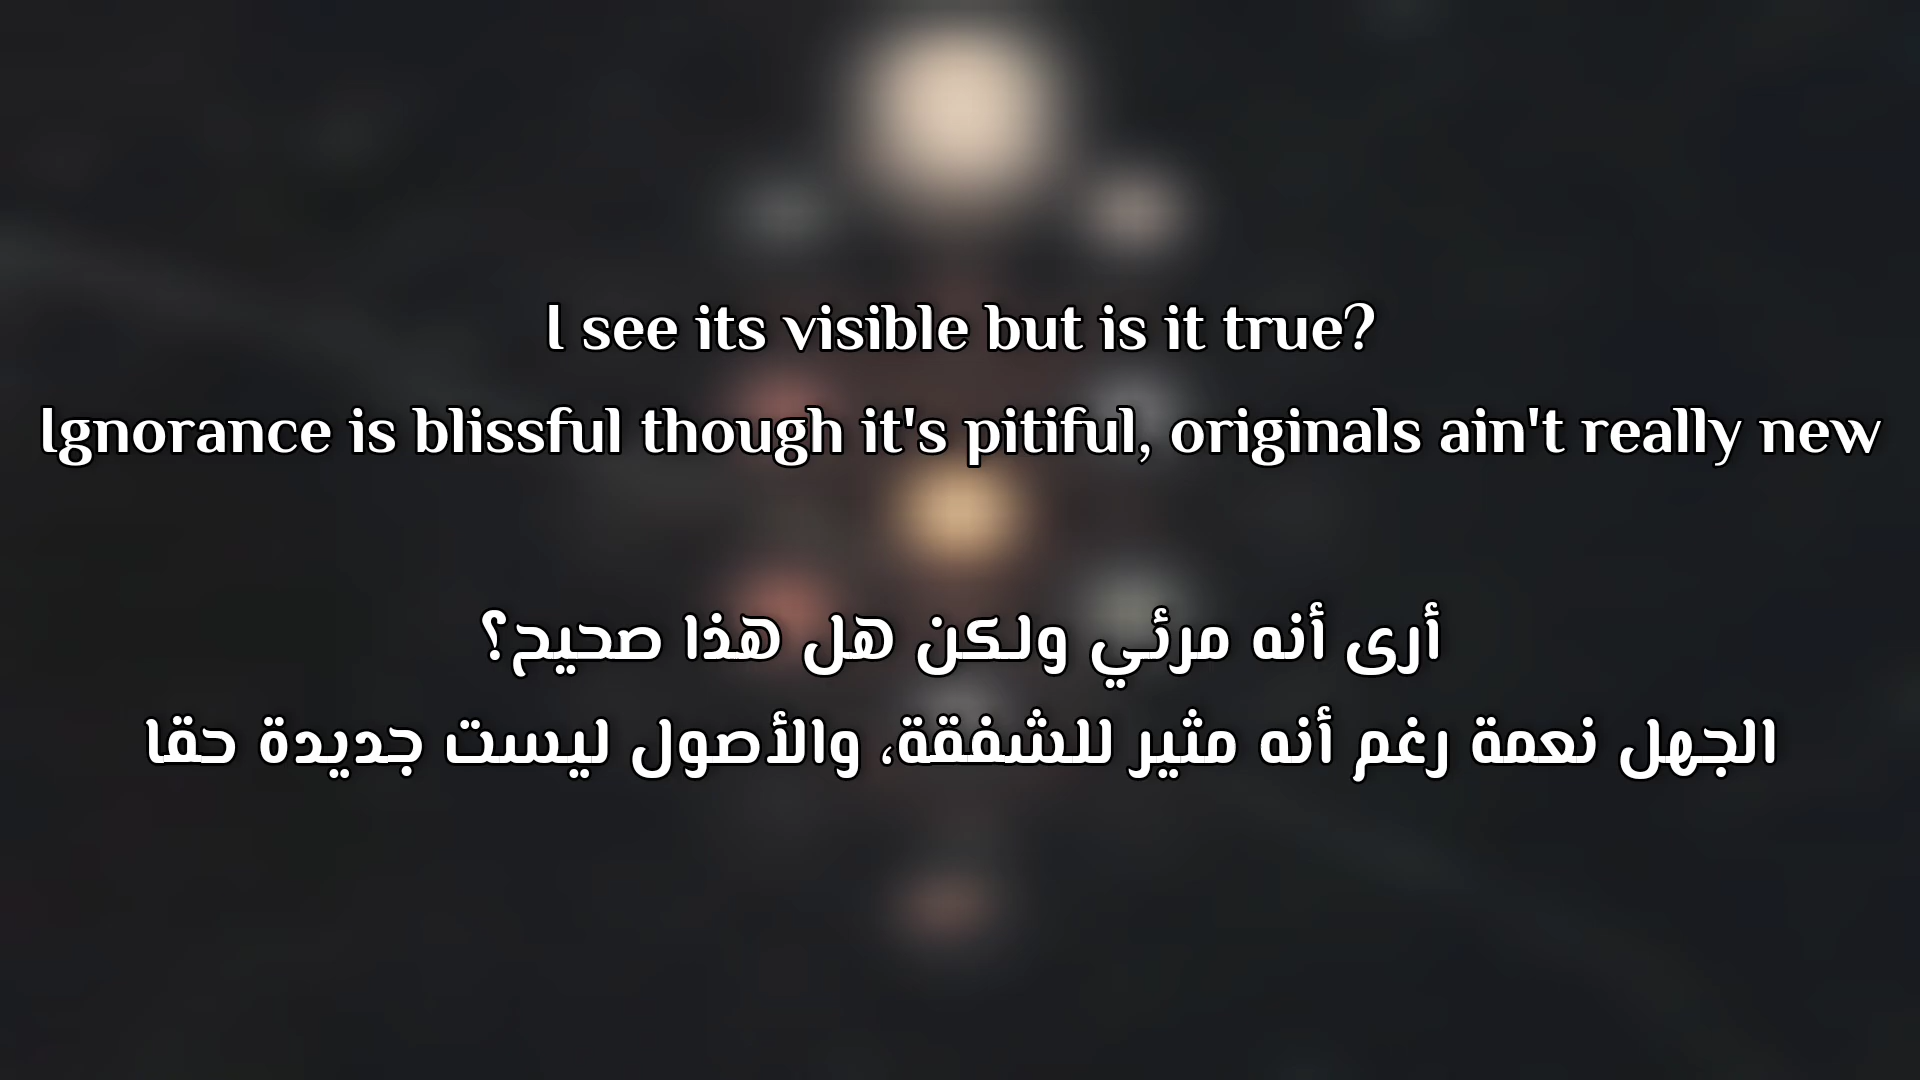 I see its visible but is it true?
Ignorance is blissful though it's pitiful, originals ain't really new
أرى أنه مرئي ولكن هل هذا صحيح؟
الجهل نعمة رغم أنه مثير للشفقة، والأصول ليست جديدة حقا